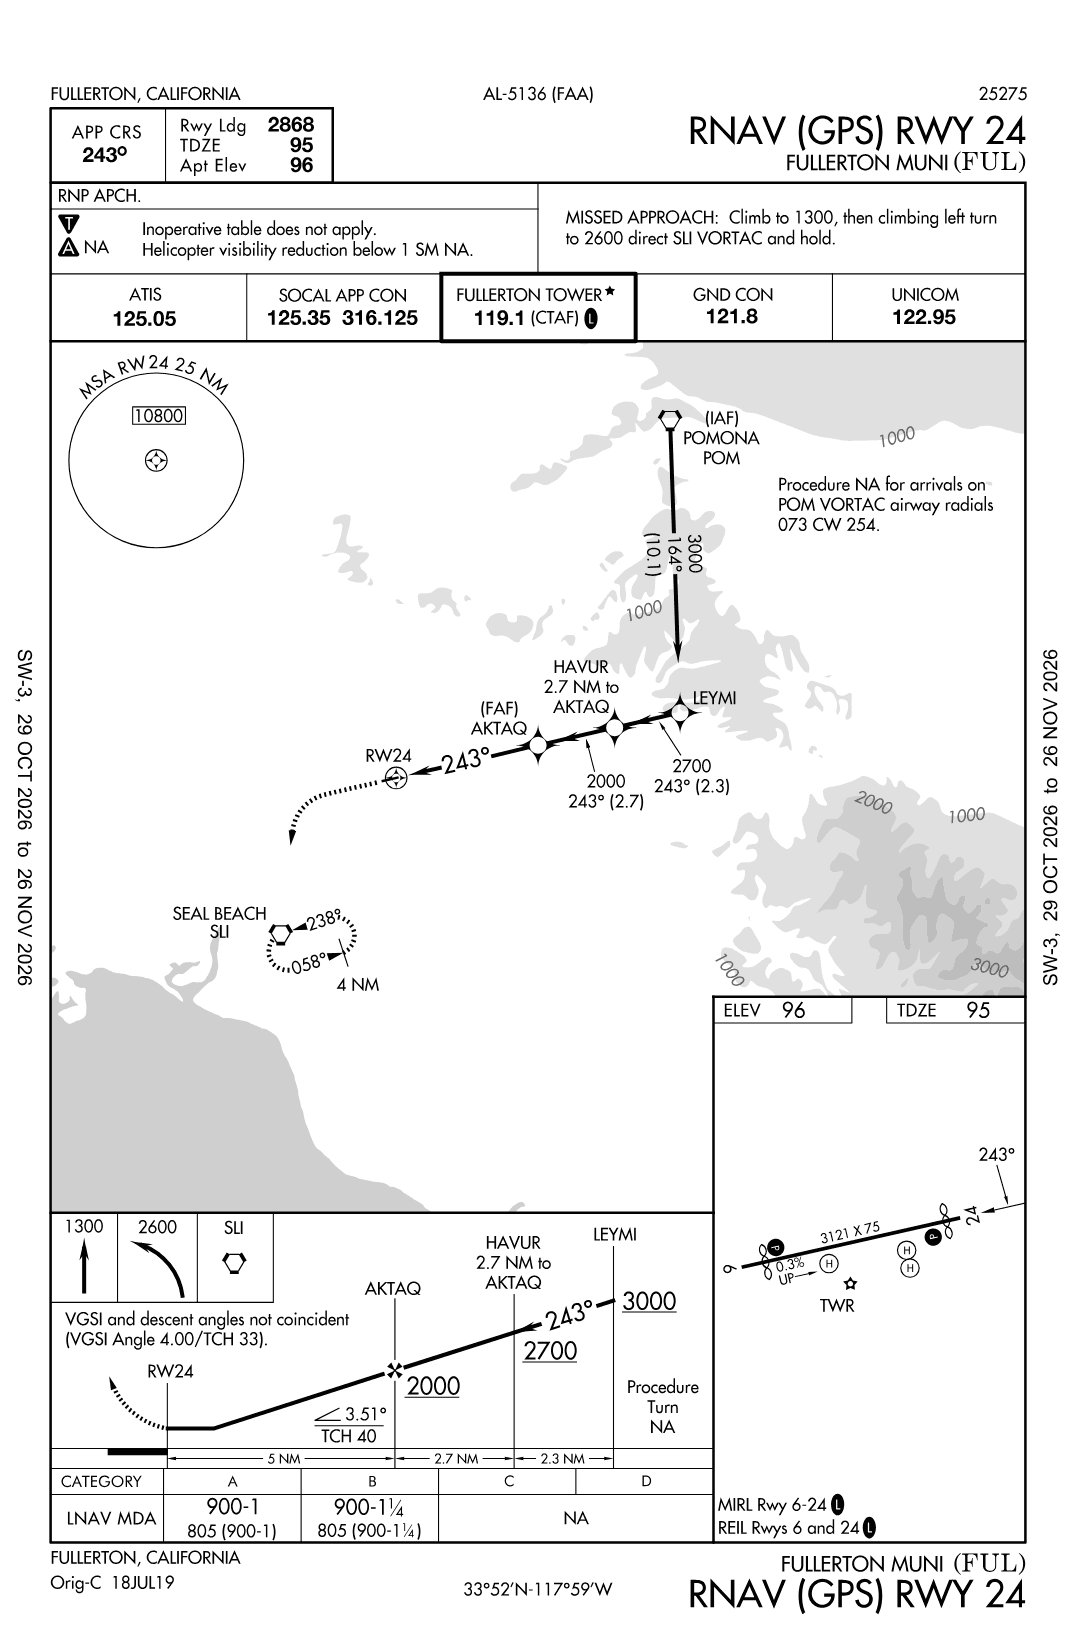 FULLERTON, CALIFORNIA
AL-5136 (FAA)
25275
APP CRS
243°
Rwy Ldg 2868
TDZE 95
Apt Elev 96
RNAV (GPS) RWY 24
FULLERTON MUNI (FUL)
RNP APCH.
T
A NA
Inoperative table does not apply.
Helicopter visibility reduction below 1 SM NA.
MISSED APPROACH: Climb to 1300, then climbing left turn
to 2600 direct SLI VORTAC and hold.
ATIS
125.05
SOCAL APP CON
125.35 316.125
FULLERTON TOWER★
119.1 (CTAF) L
GND CON
121.8
UNICOM
122.95
MSA RW24 25 NM
10800
(IAF)
POMONA
POM
1000
Procedure NA for arrivals on
POM VORTAC airway radials
073 CW 254.
3000
164°
(10.1)
1000
HAVUR
2.7 NM to
AKTAQ
LEYMI
(FAF)
AKTAQ
RW24
243°
2000
243° (2.7)
2700
243° (2.3)
2000
1000
SEAL BEACH
SLI
238°
058°
4 NM
1000
3000
SW-3, 29 OCT 2026 to 26 NOV 2026
SW-3, 29 OCT 2026 to 26 NOV 2026
ELEV 96
TDZE 95
243°
24
3121 X 75
P
P
6
0.3%
UP
H
H
H
TWR
MIRL Rwy 6-24 L
REIL Rwys 6 and 24 L
1300
2600
SLI
VGSI and descent angles not coincident
(VGSI Angle 4.00/TCH 33).
RW24
AKTAQ
HAVUR
2.7 NM to
AKTAQ
LEYMI
243°
3000
2700
2000
3.51°
TCH 40
Procedure
Turn
NA
5 NM
2.7 NM
2.3 NM
CATEGORY A B C D
LNAV MDA
900-1
805 (900-1)
900-1¼
805 (900-1¼)
NA
FULLERTON, CALIFORNIA
Orig-C 18JUL19
33°52'N-117°59'W
FULLERTON MUNI (FUL)
RNAV (GPS) RWY 24